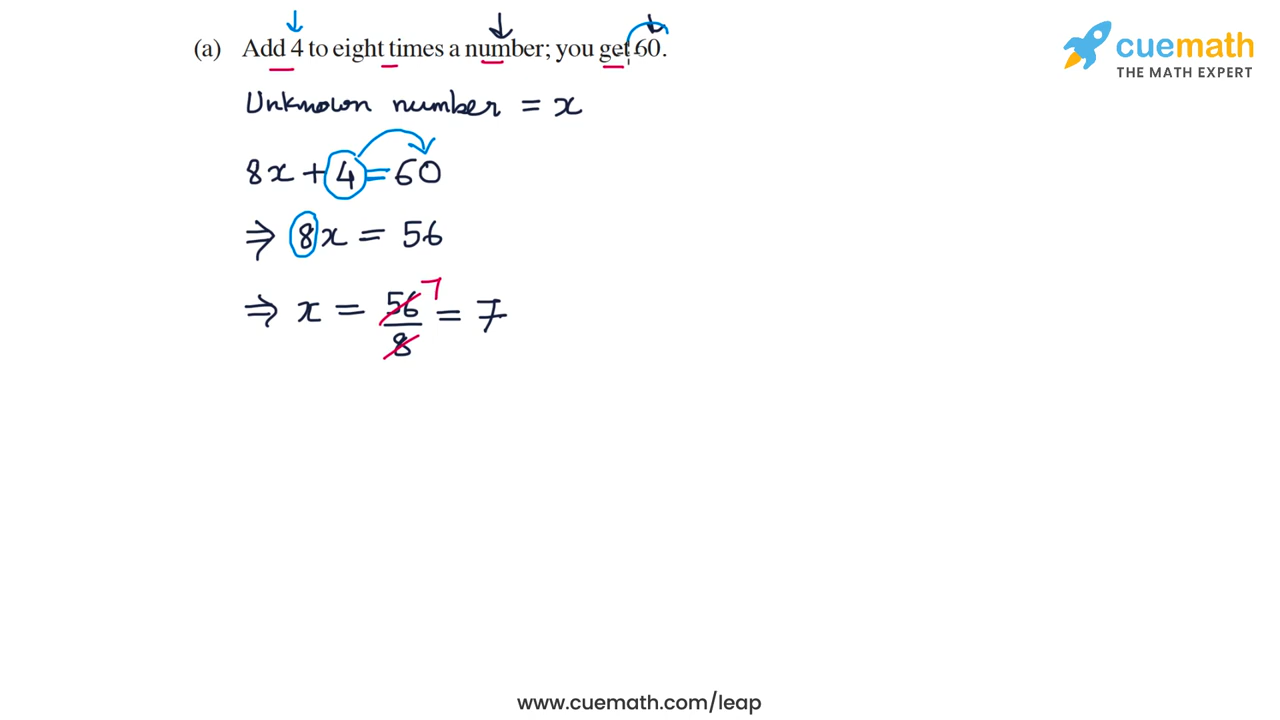 (a) Add 4 to eight times a number; you get 60.
cuemath
THE MATH EXPERT
Unknown number = x
8x + 4 = 60
⇒ 8x = 56
⇒ x = 56/8 = 7
7
www.cuemath.com/leap